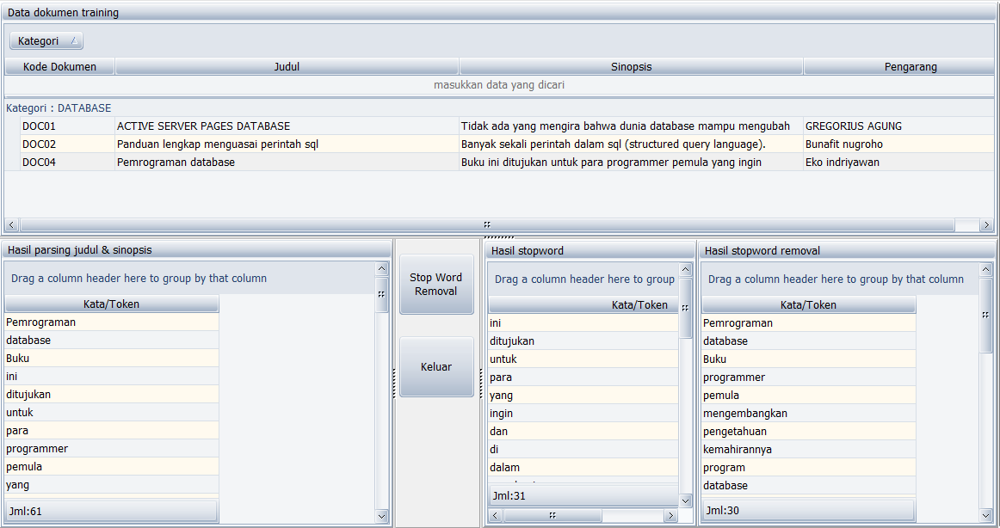 Data dokumen training
Kategori
Kode Dokumen Judul Sinopsis Pengarang
masukkan data yang dicari
Kategori : DATABASE
DOC01 ACTIVE SERVER PAGES DATABASE Tidak ada yang mengira bahwa dunia database mampu mengubah GREGORIUS AGUNG
DOC02 Panduan lengkap menguasai perintah sql Banyak sekali perintah dalam sql (structured query language). Bunafit nugroho
DOC04 Pemrograman database Buku ini ditujukan untuk para programmer pemula yang ingin Eko indriyawan
Hasil parsing judul & sinopsis
Drag a column header here to group by that column
Kata/Token
Pemrograman
database
Buku
ini
ditujukan
untuk
para
programmer
pemula
yang
Jml:61
Stop Word
Removal
Keluar
Hasil stopword
Drag a column header here to group
Kata/Token
ini
ditujukan
untuk
para
yang
ingin
dan
di
dalam
Jml:31
Hasil stopword removal
Drag a column header here to group by that column
Kata/Token
Pemrograman
database
Buku
programmer
pemula
mengembangkan
pengetahuan
kemahirannya
program
database
Jml:30